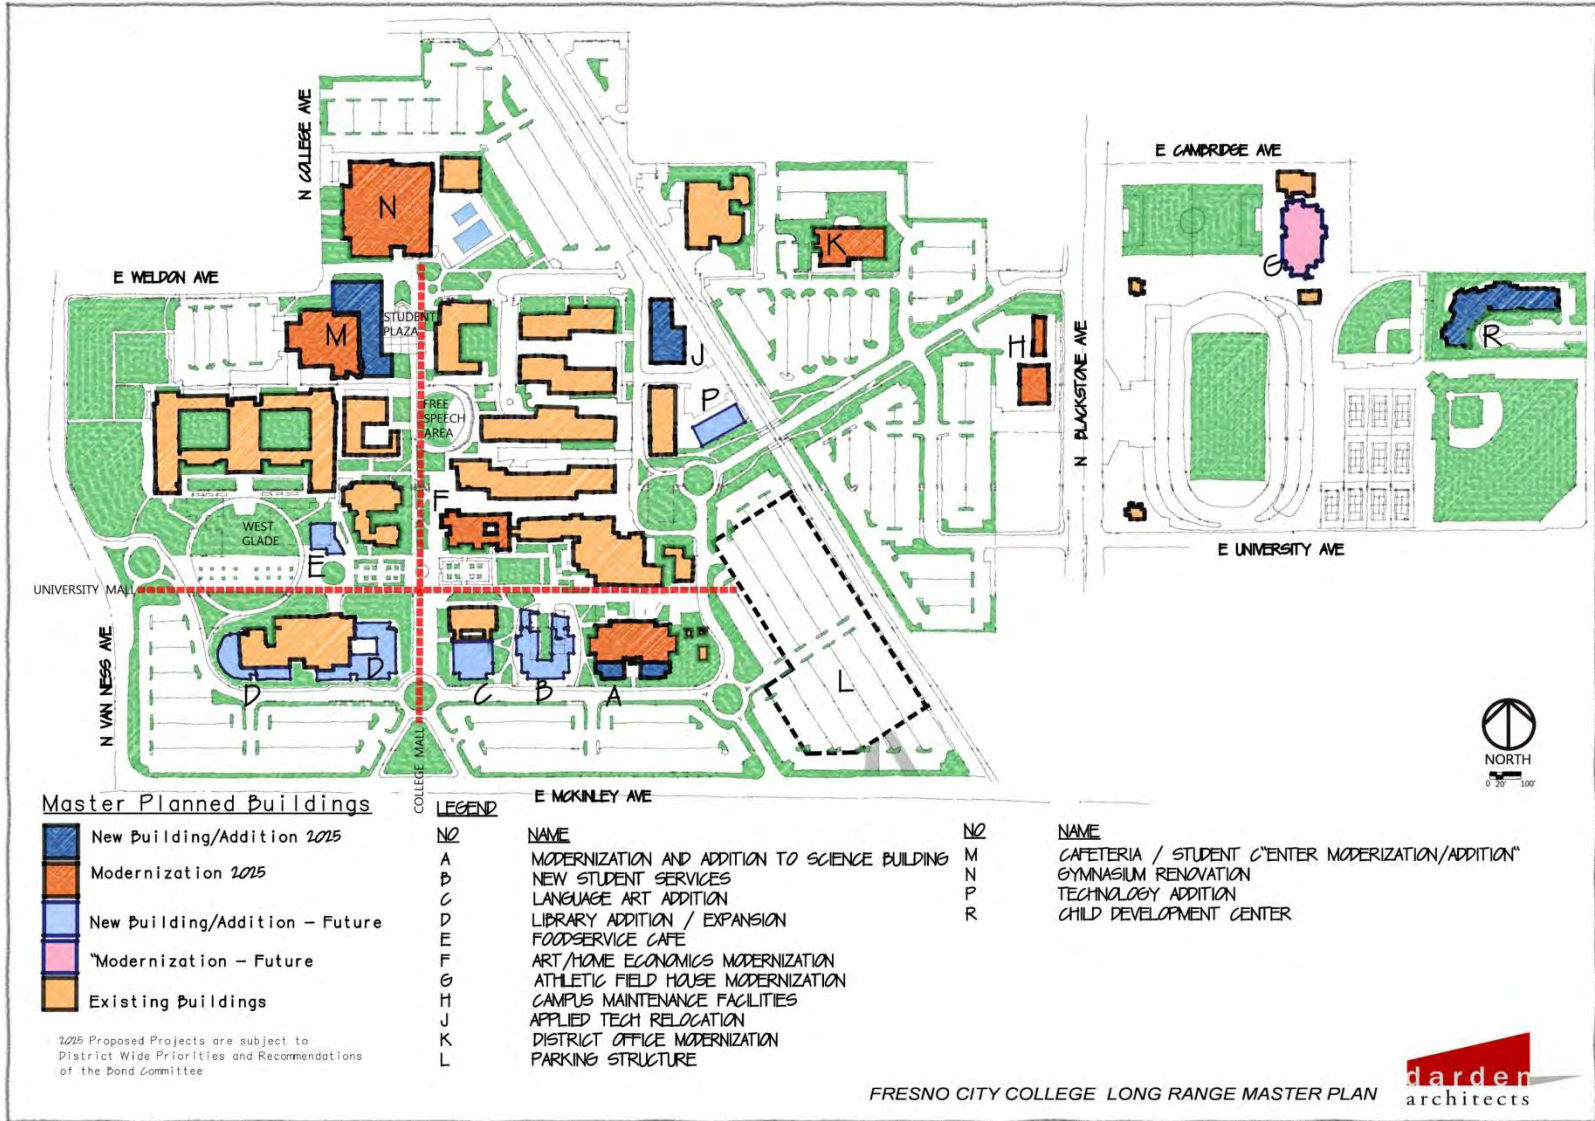 N COLLEGE AVE
E CAMBRIDGE AVE
N
K
G
E WELDON AVE
STUDENT
PLAZA
M
J
H
R
P
FREE
SPEECH
AREA
N BLACKSTONE AVE
F
WEST
GLADE
E
E UNIVERSITY AVE
UNIVERSITY MALL
N VAN NESS AVE
D
D
C
B
A
L
COLLEGE MALL
NORTH
0 20' 100'
E MCKINLEY AVE
Master Planned Buildings
New Building/Addition 2025
Modernization 2025
New Building/Addition - Future
"Modernization - Future
Existing Buildings
2025 Proposed Projects are subject to
District Wide Priorities and Recommendations
of the Bond Committee
LEGEND
NO NAME
A MODERNIZATION AND ADDITION TO SCIENCE BUILDING
B NEW STUDENT SERVICES
C LANGUAGE ART ADDITION
D LIBRARY ADDITION / EXPANSION
E FOODSERVICE CAFE
F ART/HOME ECONOMICS MODERNIZATION
G ATHLETIC FIELD HOUSE MODERNIZATION
H CAMPUS MAINTENANCE FACILITIES
J APPLIED TECH RELOCATION
K DISTRICT OFFICE MODERNIZATION
L PARKING STRUCTURE
NO NAME
M CAFETERIA / STUDENT C"ENTER MODERIZATION/ADDITION"
N GYMNASIUM RENOVATION
P TECHNOLOGY ADDITION
R CHILD DEVELOPMENT CENTER
FRESNO CITY COLLEGE LONG RANGE MASTER PLAN
darden
architects